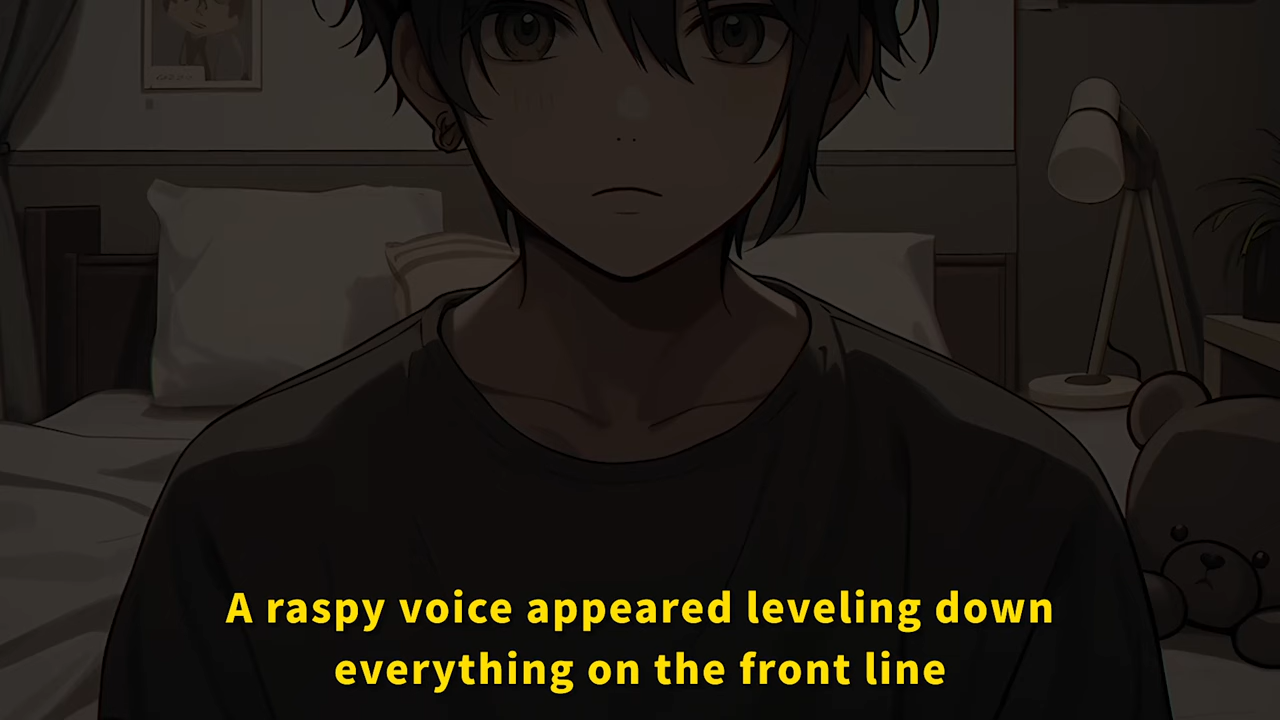 A raspy voice appeared leveling down
everything on the front line